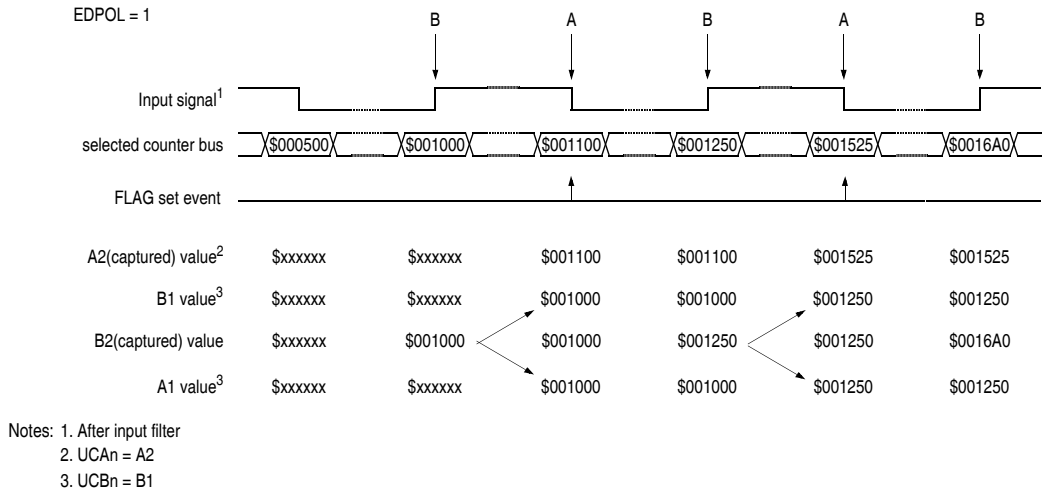 EDPOL = 1
B A B A B
Input signal1
selected counter bus $000500 $001000 $001100 $001250 $001525 $0016A0
FLAG set event
A2(captured) value2 $xxxxxx $xxxxxx $001100 $001100 $001525 $001525
B1 value3 $xxxxxx $xxxxxx $001000 $001000 $001250 $001250
B2(captured) value $xxxxxx $001000 $001000 $001250 $001250 $0016A0
A1 value3 $xxxxxx $xxxxxx $001000 $001000 $001250 $001250
Notes: 1. After input filter
2. UCAn = A2
3. UCBn = B1